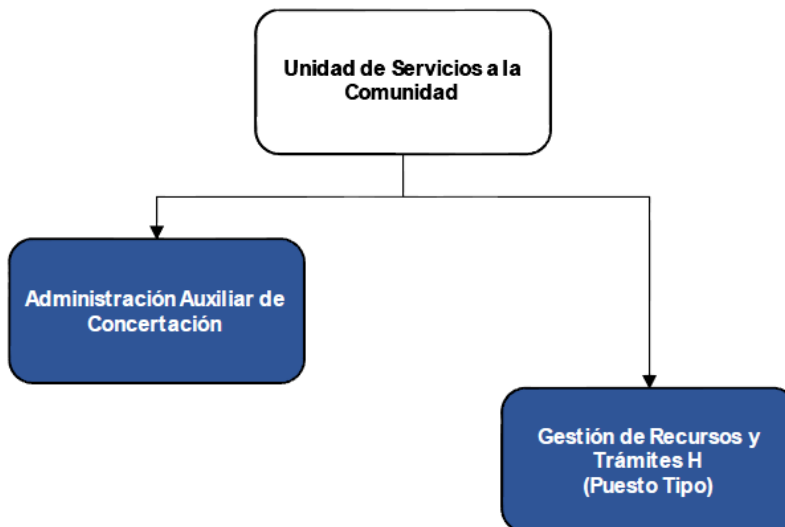 Unidad de Servicios a la
Comunidad
Administración Auxiliar de
Concertación
Gestión de Recursos y
Trámites H
(Puesto Tipo)